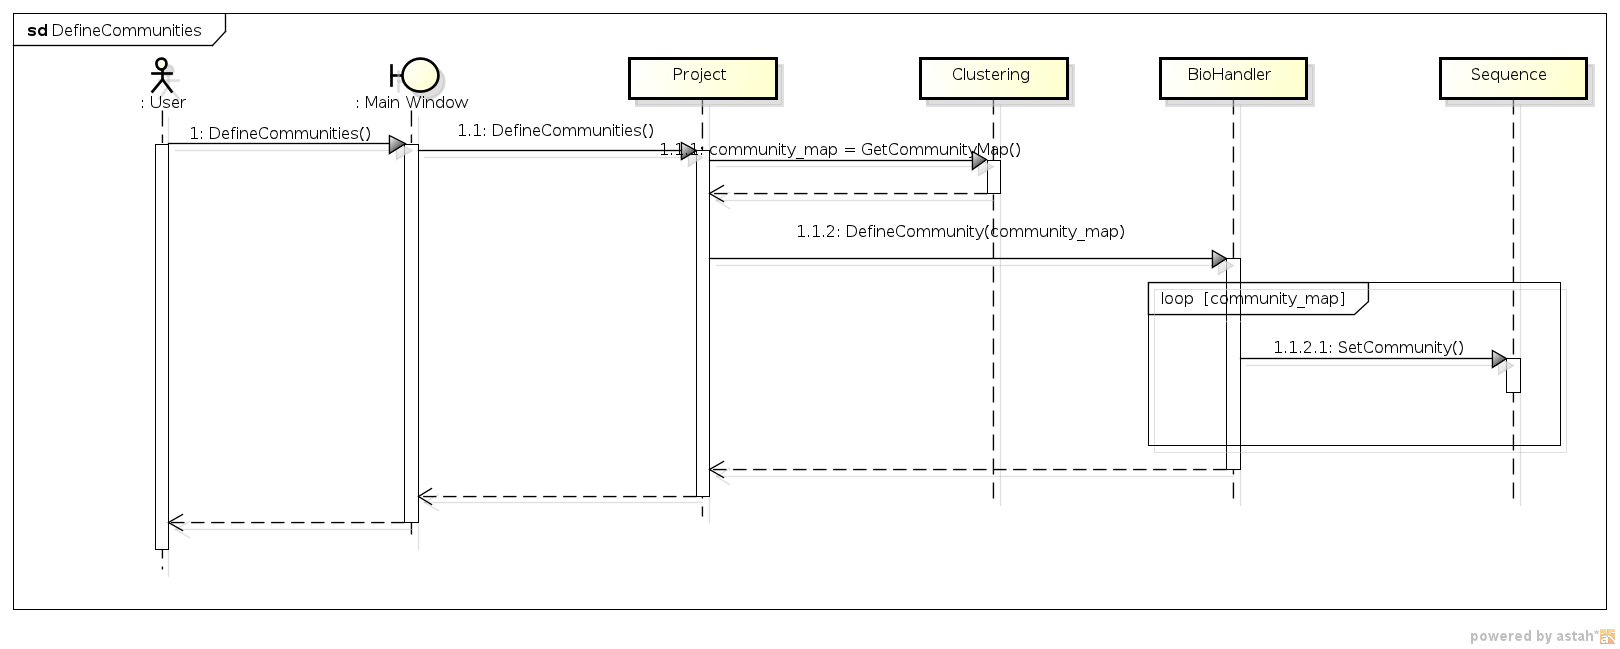 sd DefineCommunities
: User
: Main Window
Project
Clustering
BioHandler
Sequence
1: DefineCommunities()
1.1: DefineCommunities()
1.1.1: community_map = GetCommunityMap()
1.1.2: DefineCommunity(community_map)
loop [community_map]
1.1.2.1: SetCommunity()
powered by astah*